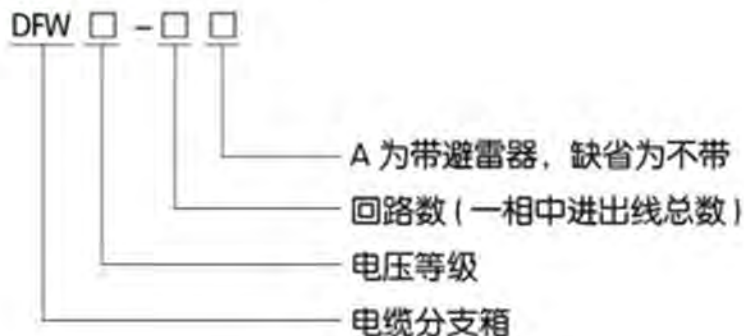 DFW □ - □ □
A 为带避雷器，缺省为不带
回路数(一相中进出线总数)
电压等级
电缆分支箱